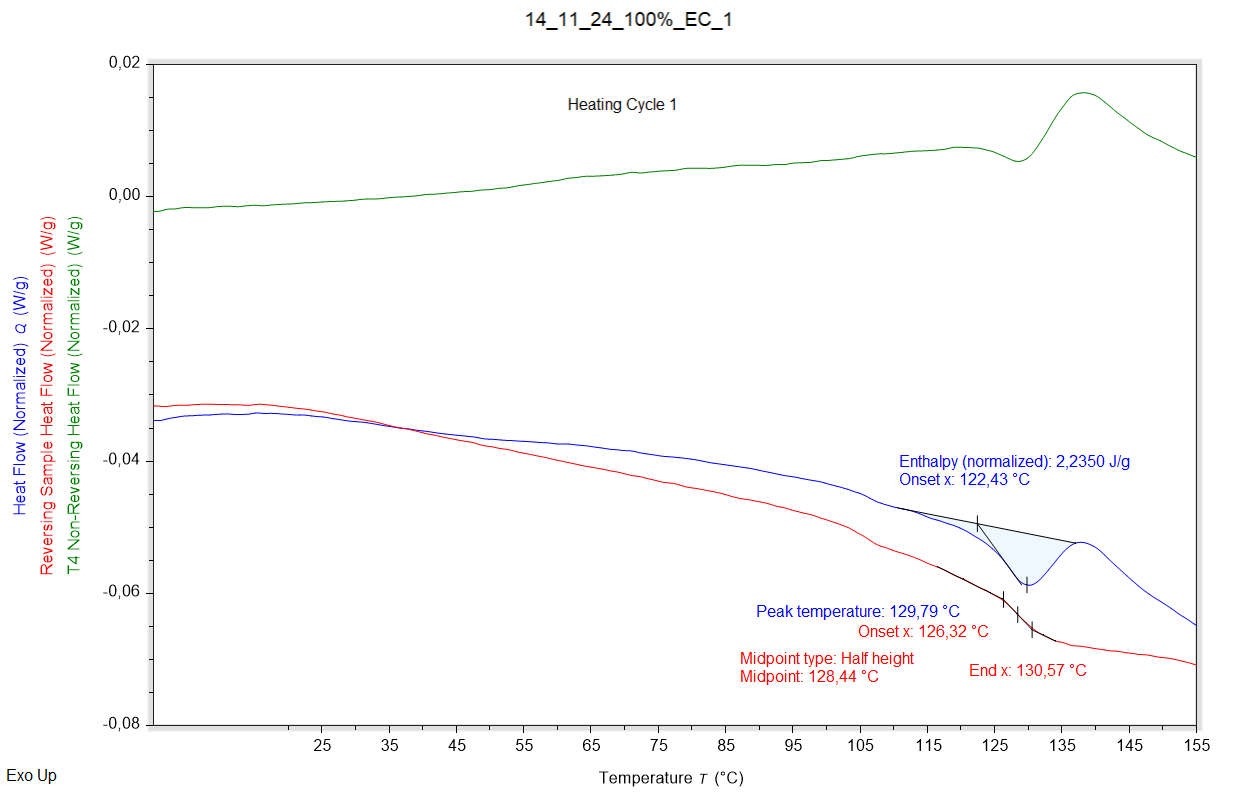 14_11_24_100%_EC_1
Heating Cycle 1
0,02
0,00
-0,02
-0,04
-0,06
-0,08
Heat Flow (Normalized) Q (W/g)
Reversing Sample Heat Flow (Normalized) (W/g)
T4 Non-Reversing Heat Flow (Normalized) (W/g)
Enthalpy (normalized): 2,2350 J/g
Onset x: 122,43 °C
Peak temperature: 129,79 °C
Onset x: 126,32 °C
Midpoint type: Half height
Midpoint: 128,44 °C
End x: 130,57 °C
25 35 45 55 65 75 85 95 105 115 125 135 145 155
Exo Up
Temperature T (°C)